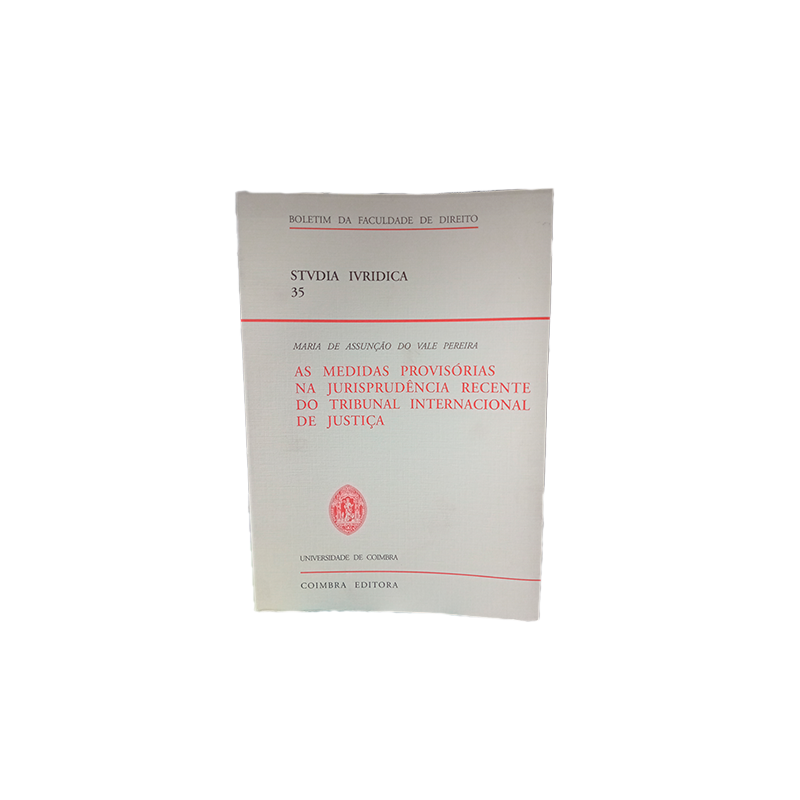 BOLETIM DA FACULDADE DE DIREITO
STVDIA IVRIDICA
35
MARIA DE ASSUNÇÃO DO VALE PEREIRA
AS MEDIDAS PROVISÓRIAS
NA JURISPRUDÊNCIA RECENTE
DO TRIBUNAL INTERNACIONAL
DE JUSTIÇA
UNIVERSIDADE DE COIMBRA
COIMBRA EDITORA